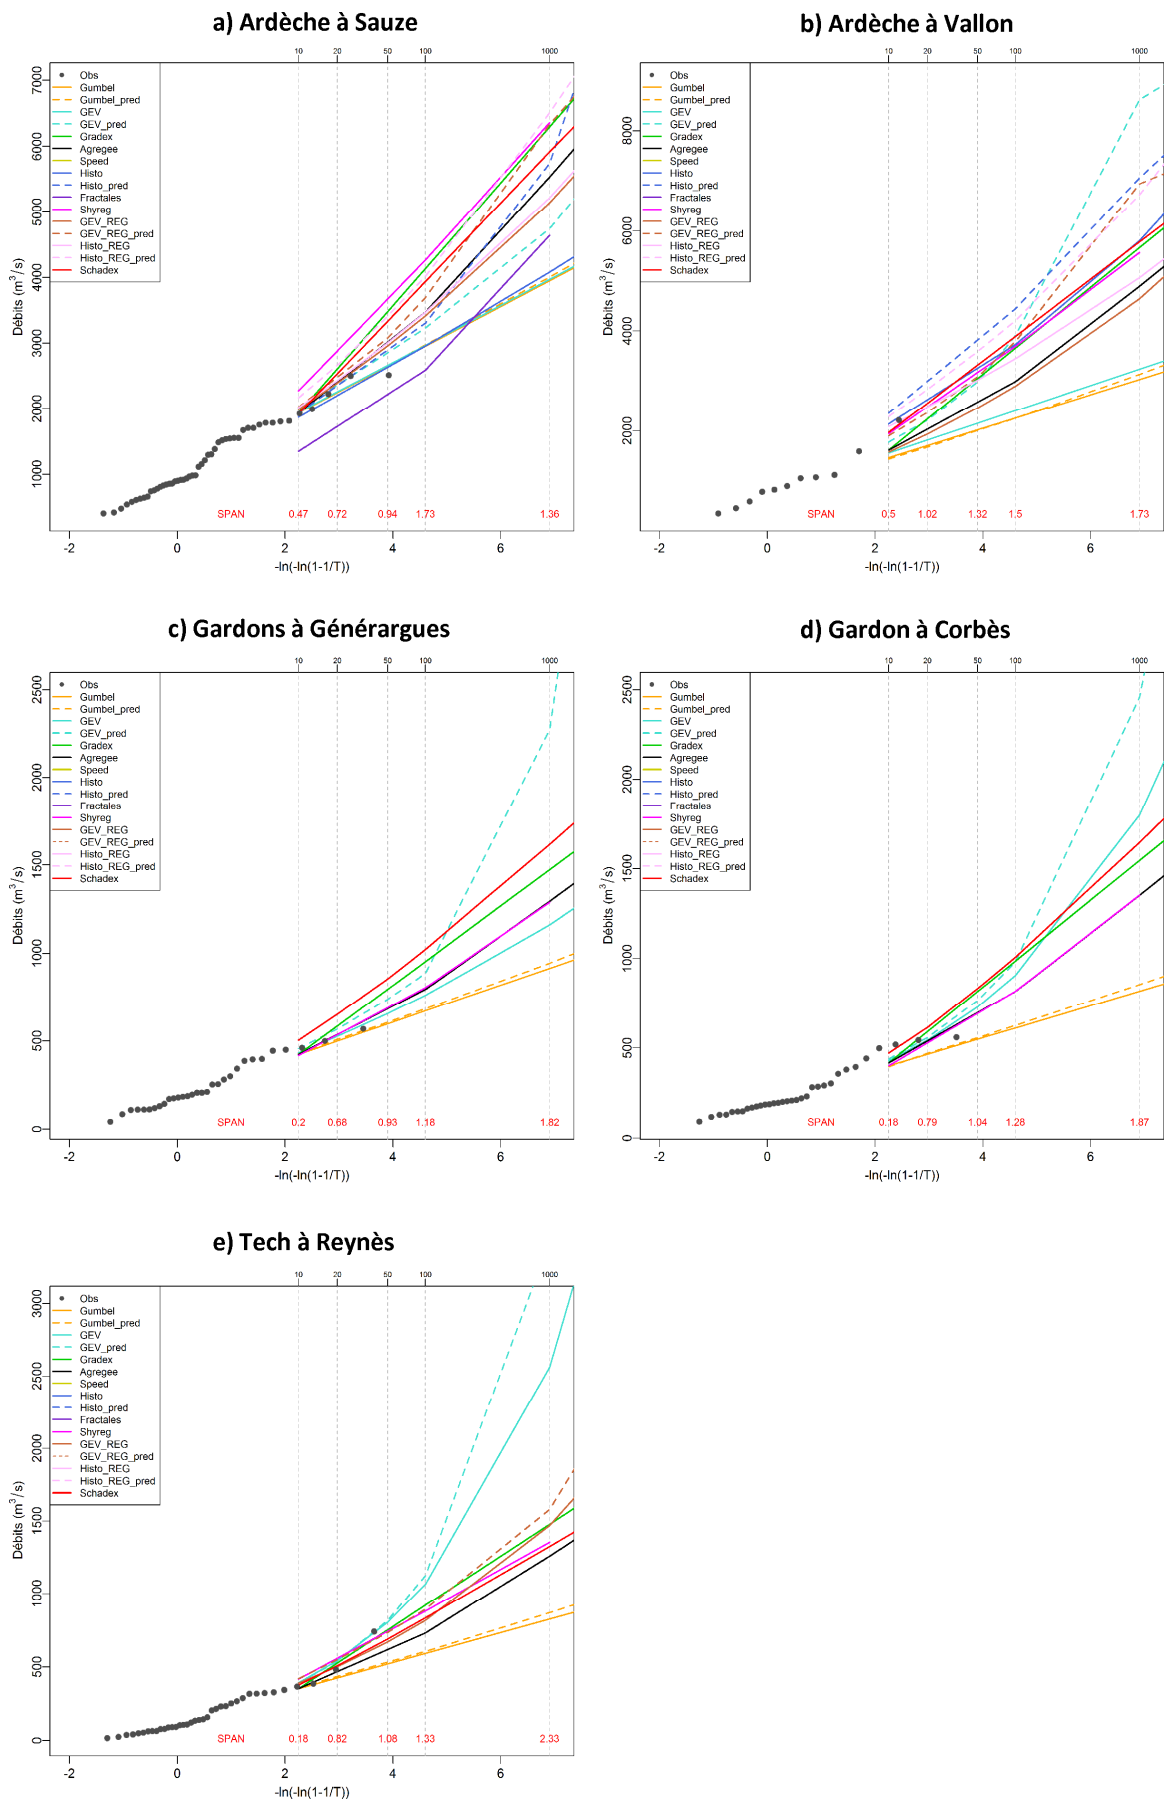 a) Ardèche à Sauze
10 20 50 100 1000
Obs
Gumbel
Gumbel_pred
GEV
GEV_pred
Gradex
Agregee
Speed
Histo
Histo_pred
Fractales
Shyreg
GEV_REG
GEV_REG_pred
Histo_REG
Histo_REG_pred
Schadex
Débits (m³/s)
7000
6000
5000
4000
3000
2000
1000
SPAN 0.47 0.72 0.94 1.73 1.36
-2 0 2 4 6
-ln(-ln(1-1/T))
b) Ardèche à Vallon
10 20 50 100 1000
Obs
Gumbel
Gumbel_pred
GEV
GEV_pred
Gradex
Agregee
Speed
Histo
Histo_pred
Fractales
Shyreg
GEV_REG
GEV_REG_pred
Histo_REG
Histo_REG_pred
Schadex
Débits (m³/s)
8000
6000
4000
2000
SPAN 0.5 1.02 1.32 1.5 1.73
-2 0 2 4 6
-ln(-ln(1-1/T))
c) Gardons à Générargues
10 20 50 100 1000
Obs
Gumbel
Gumbel_pred
GEV
GEV_pred
Gradex
Agregee
Speed
Histo
Histo_pred
Fractales
Shyreg
GEV_REG
GEV_REG_pred
Histo_REG
Histo_REG_pred
Schadex
Débits (m³/s)
2500
2000
1500
1000
500
0
SPAN 0.2 0.68 0.93 1.18 1.82
-2 0 2 4 6
-ln(-ln(1-1/T))
d) Gardon à Corbès
10 20 50 100 1000
Obs
Gumbel
Gumbel_pred
GEV
GEV_pred
Gradex
Agregee
Speed
Histo
Histo_pred
Fractales
Shyreg
GEV_REG
GEV_REG_pred
Histo_REG
Histo_REG_pred
Schadex
Débits (m³/s)
2500
2000
1500
1000
500
0
SPAN 0.18 0.79 1.04 1.28 1.87
-2 0 2 4 6
-ln(-ln(1-1/T))
e) Tech à Reynès
10 20 50 100 1000
Obs
Gumbel
Gumbel_pred
GEV
GEV_pred
Gradex
Agregee
Speed
Histo
Histo_pred
Fractales
Shyreg
GEV_REG
GEV_REG_pred
Histo_REG
Histo_REG_pred
Schadex
Débits (m³/s)
3000
2500
2000
1500
1000
500
0
SPAN 0.18 0.82 1.08 1.33 2.33
-2 0 2 4 6
-ln(-ln(1-1/T))